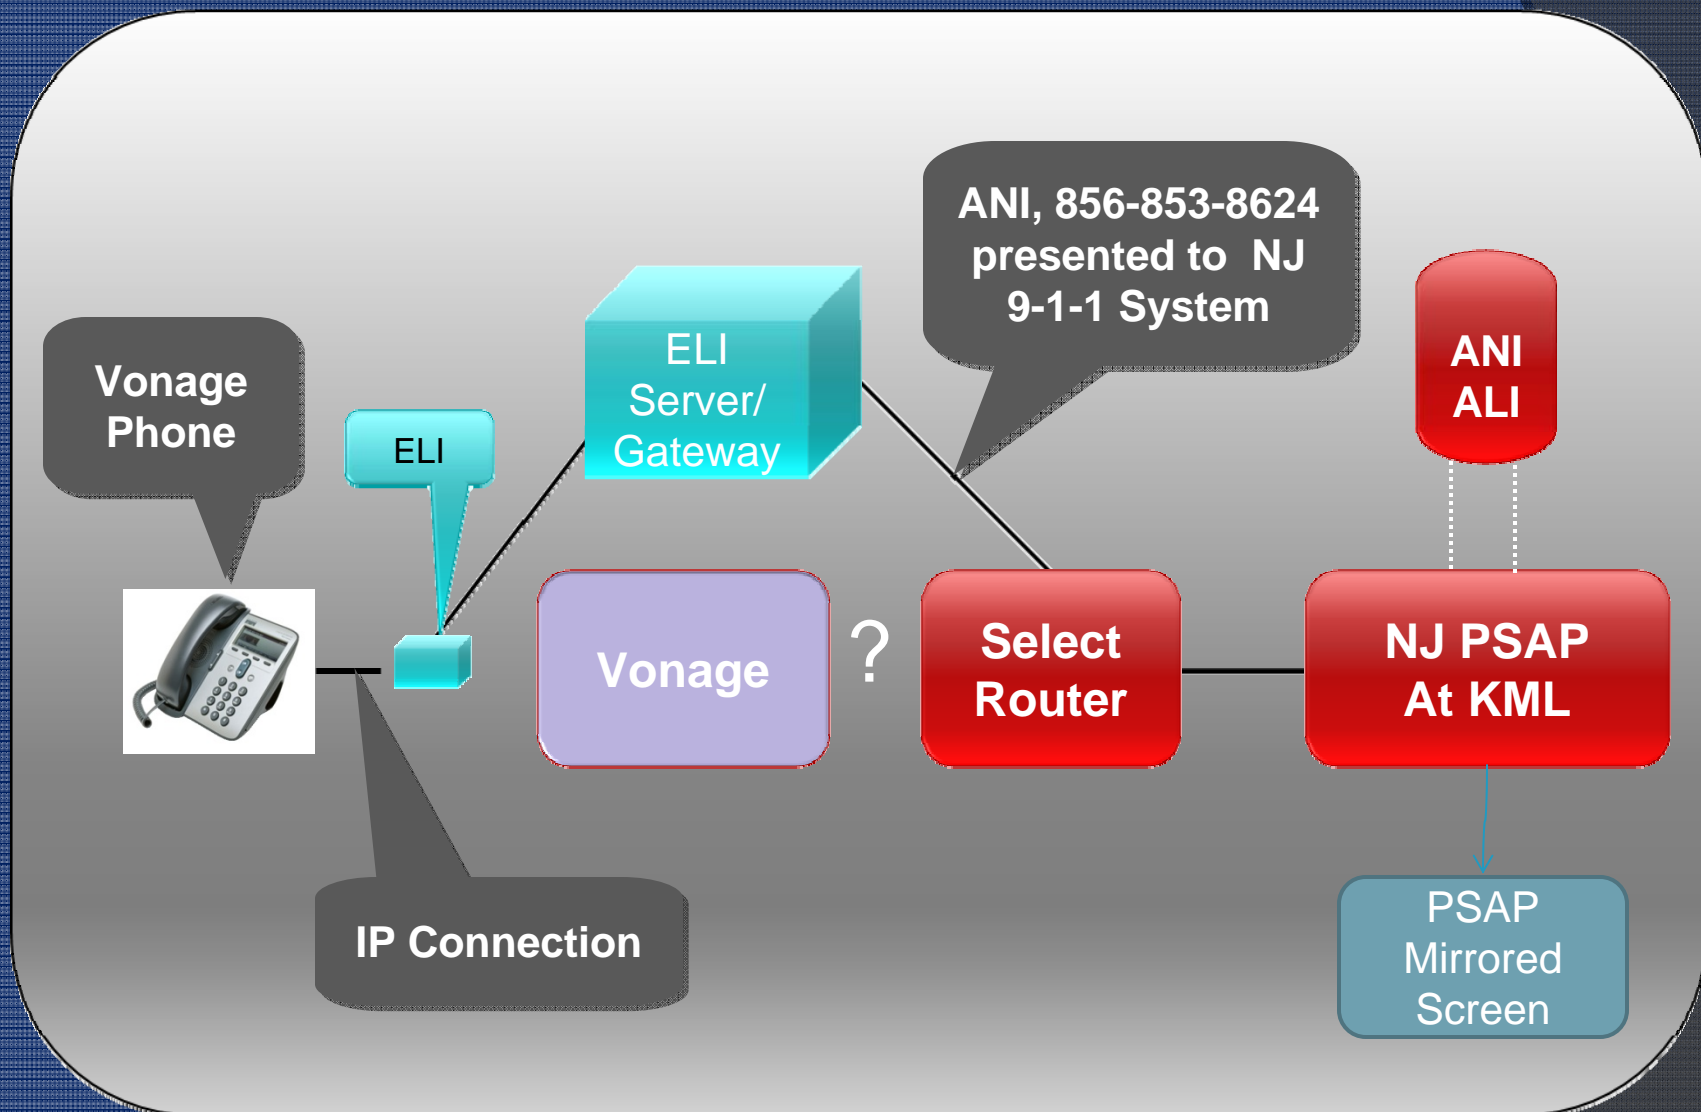 Vonage
Phone
ELI
ELI
Server/
Gateway
ANI, 856-853-8624
presented to NJ
9-1-1 System
ANI
ALI
Vonage
?
Select
Router
NJ PSAP
At KML
IP Connection
PSAP
Mirrored
Screen